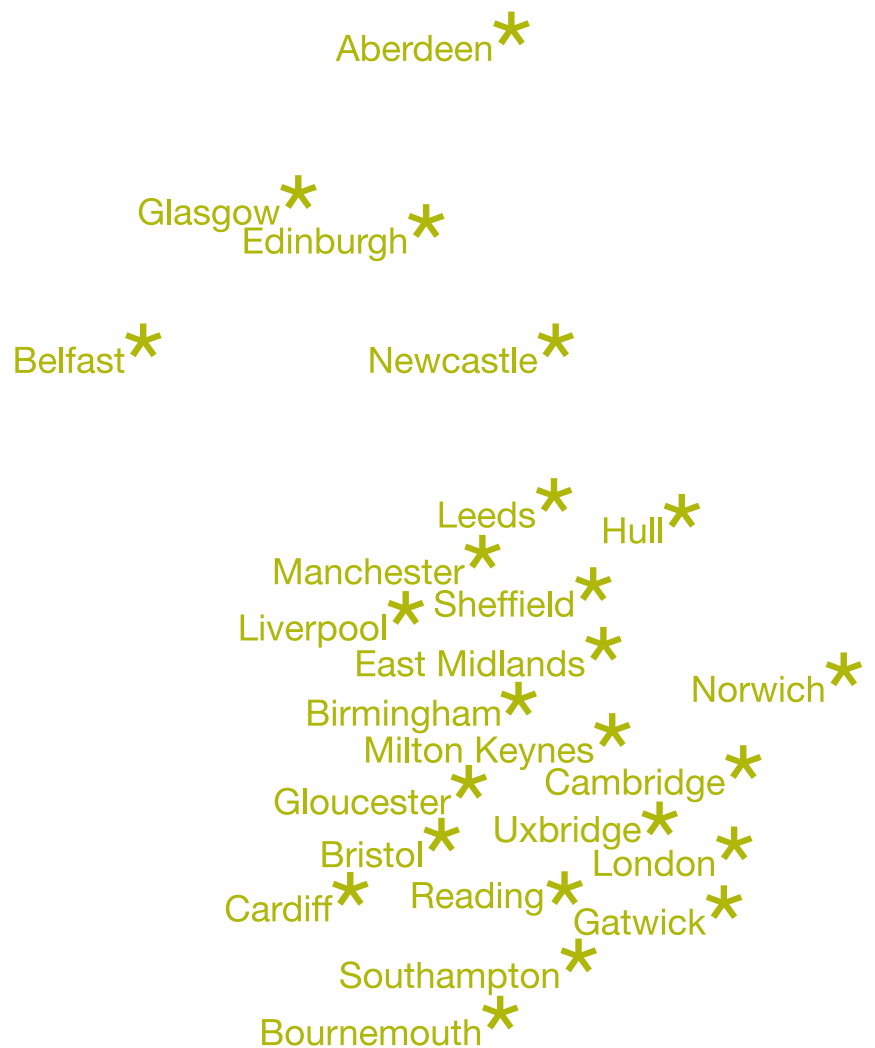 Aberdeen*
Glasgow*
Edinburgh*
Belfast*
Newcastle*
Leeds*
Hull*
Manchester*
Sheffield*
Liverpool*
East Midlands*
Norwich*
Birmingham*
Milton Keynes*
Cambridge*
Gloucester*
Uxbridge*
Bristol*
London*
Cardiff*
Reading*
Gatwick*
Southampton*
Bournemouth*